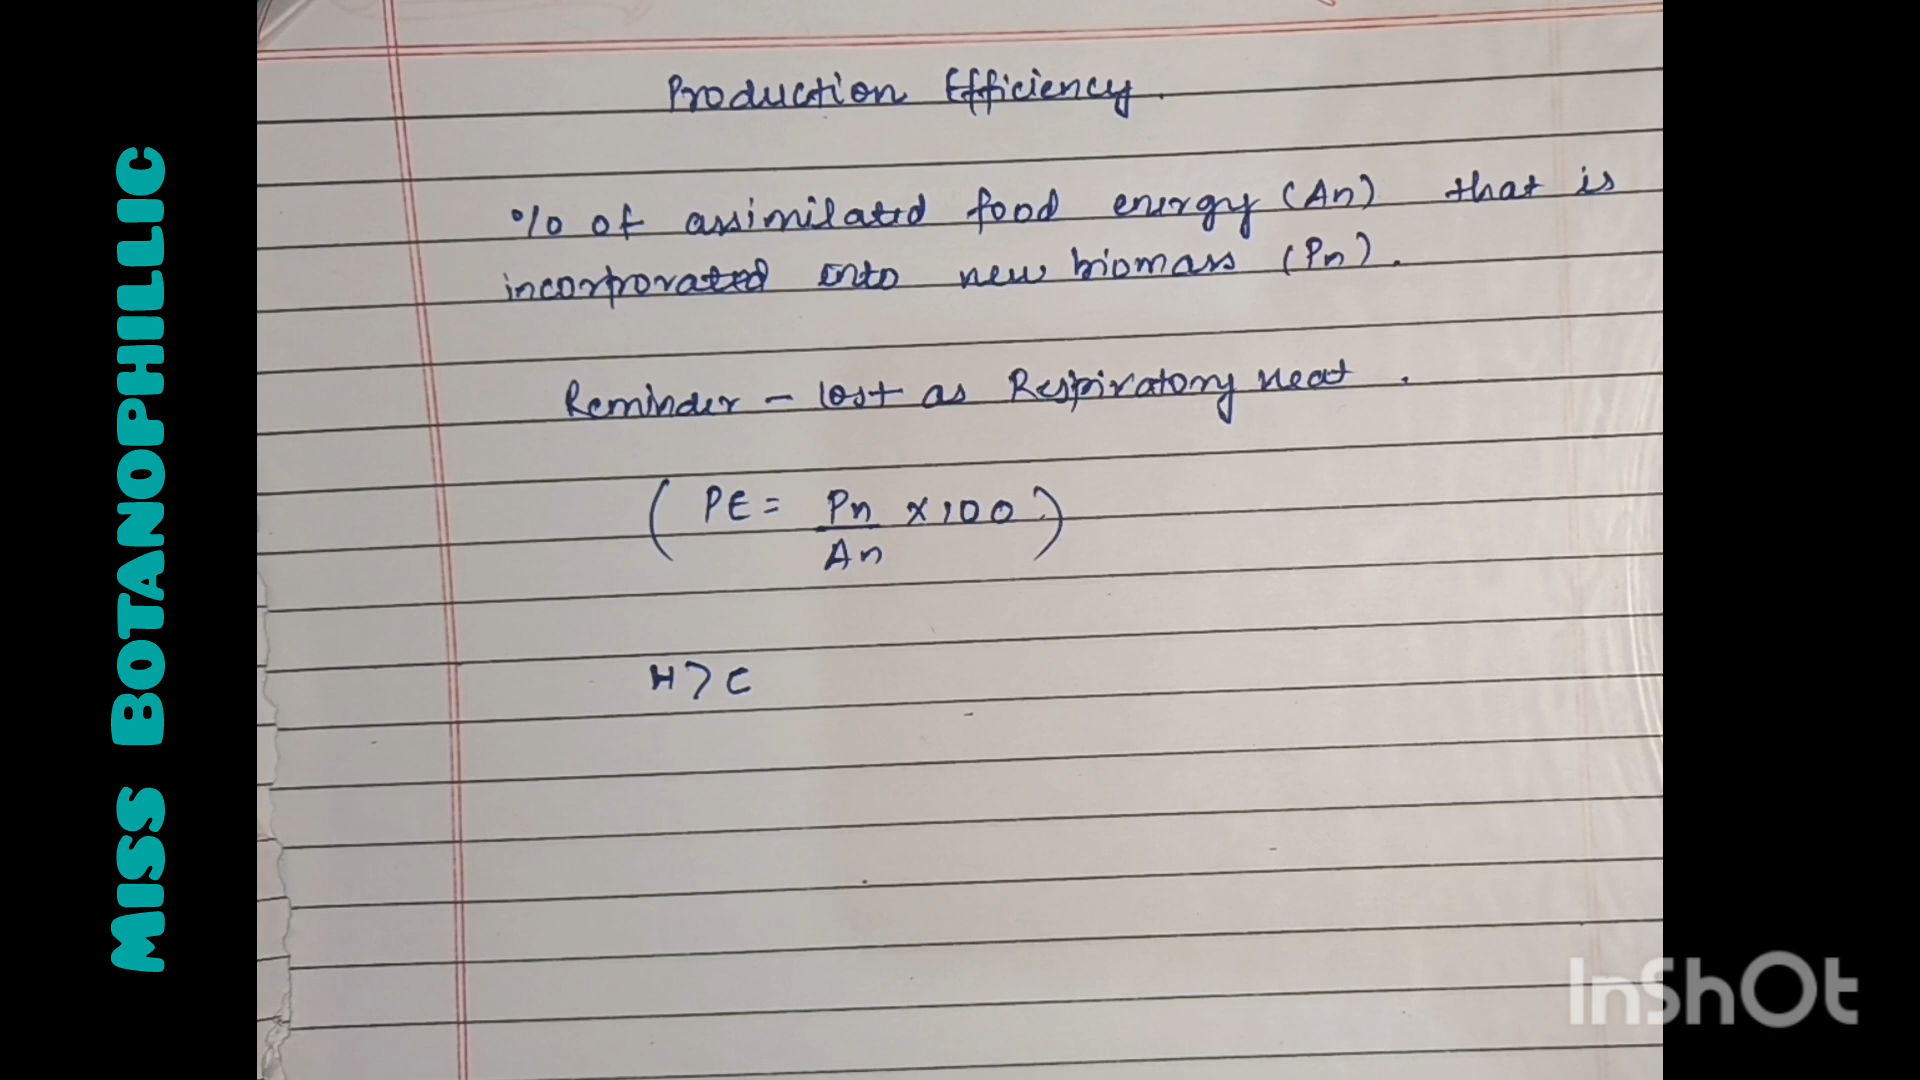 MISS BOTANOPHILLIC
Production Efficiency.
% of assimilated food energy (An) that is
incorporated into new biomass (Pn).
Reminder - lost as Respiratory heat.
(PE = Pn/An x 100)
H > C
InShOt